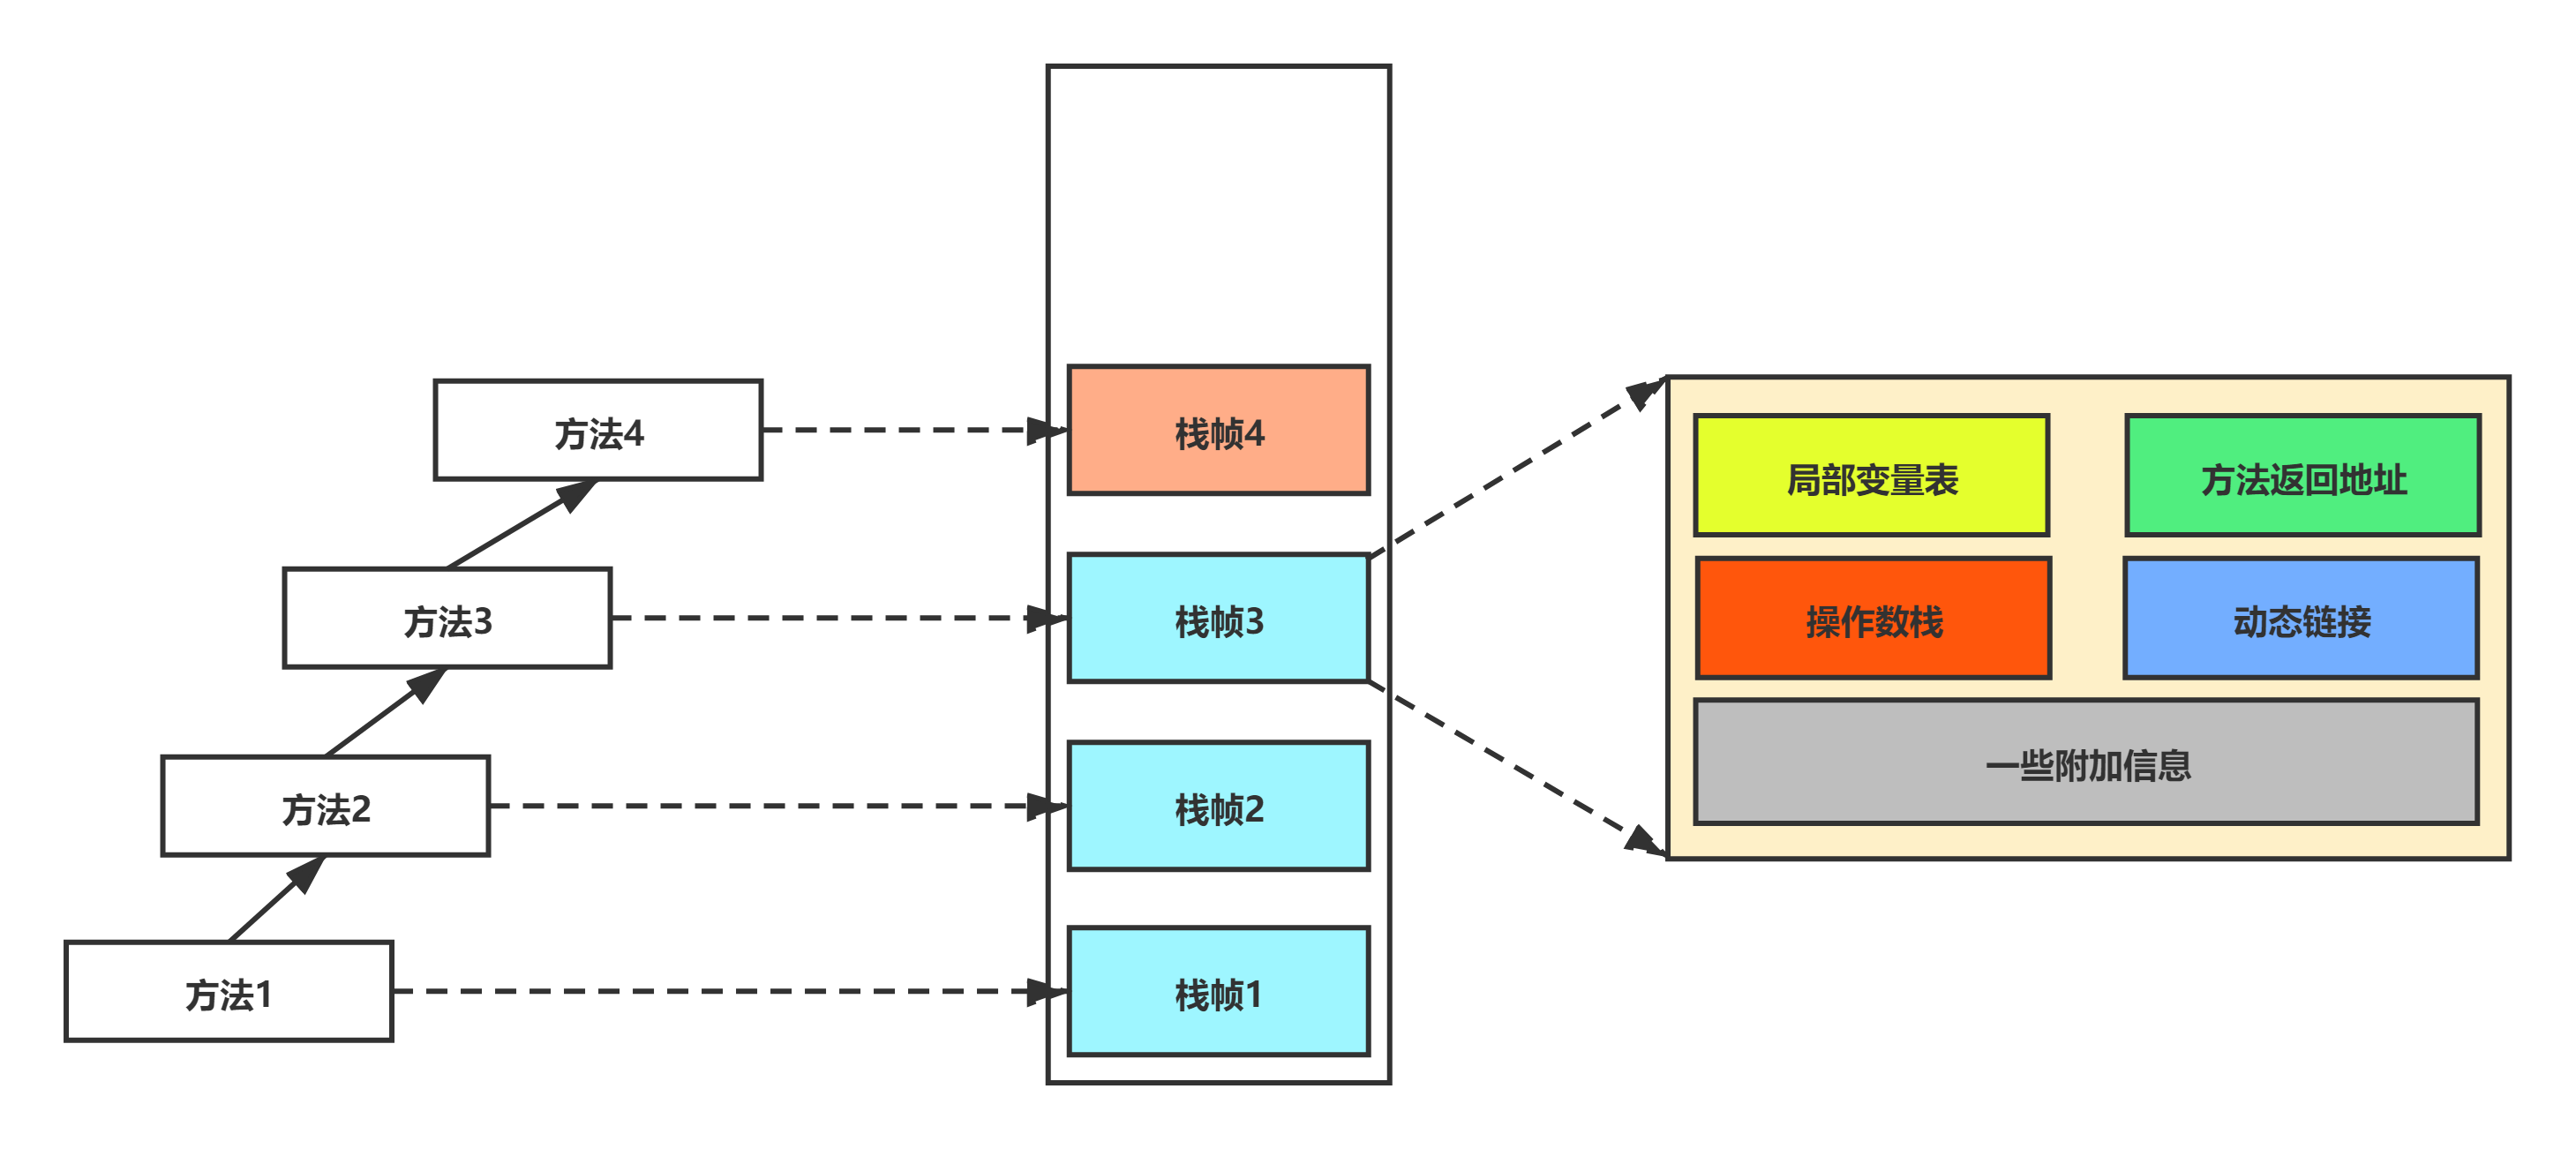 方法4
栈帧4
方法3
栈帧3
方法2
栈帧2
方法1
栈帧1
局部变量表
方法返回地址
操作数栈
动态链接
一些附加信息